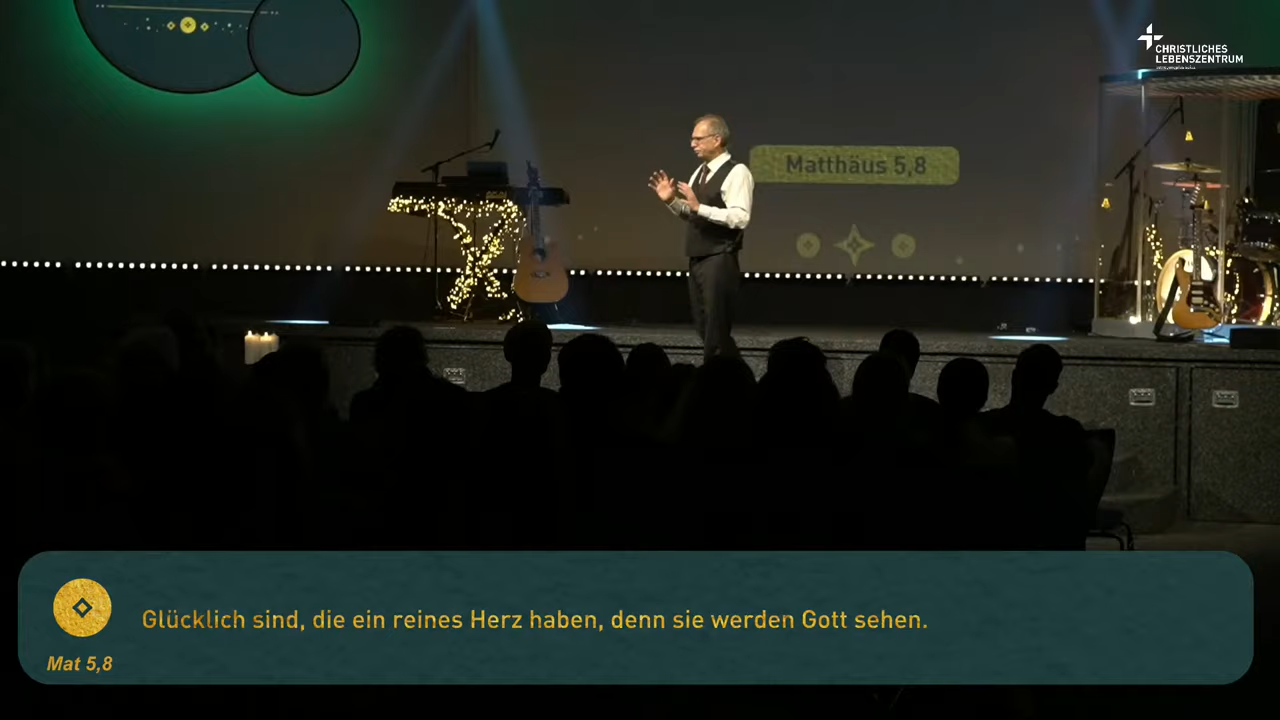 CHRISTLICHES
LEBENSZENTRUM
Matthäus 5,8
Glücklich sind, die ein reines Herz haben, denn sie werden Gott sehen.
Mat 5,8